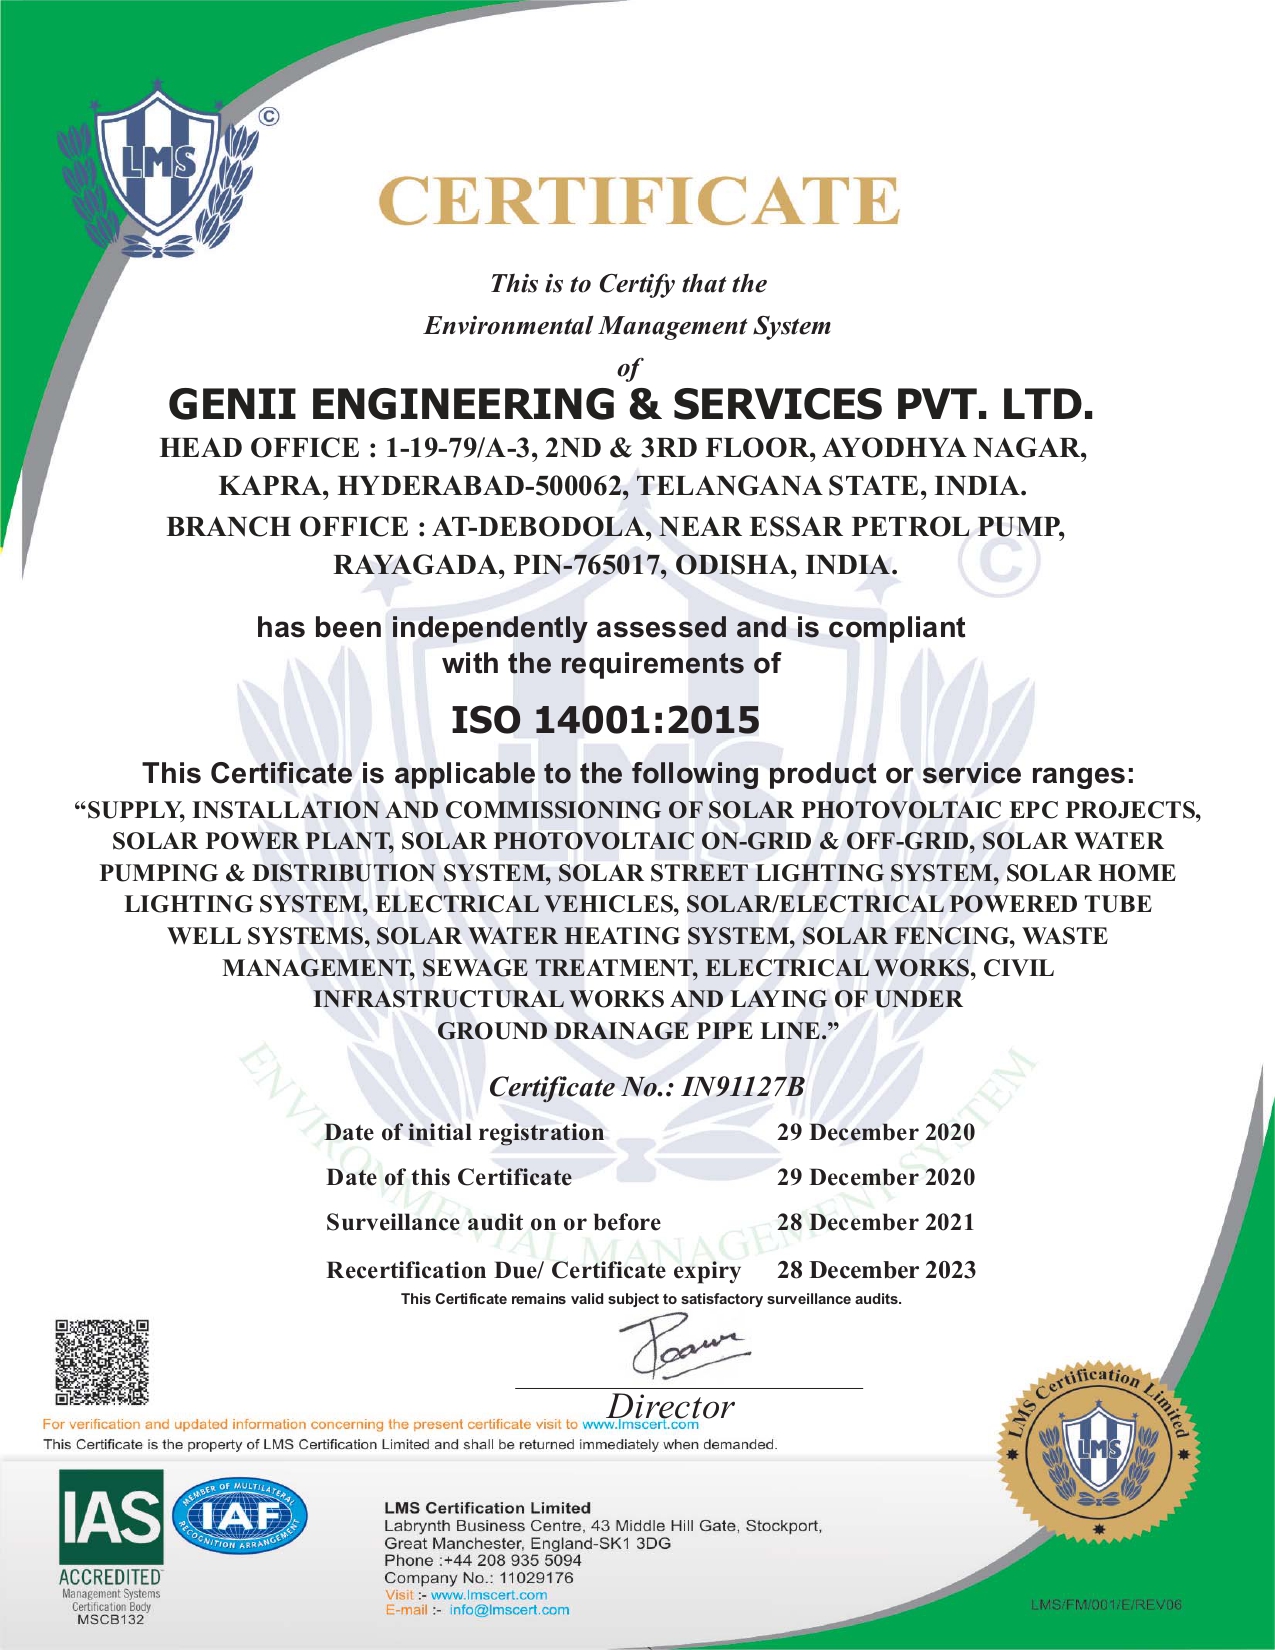 LMS
©
CERTIFICATE
This is to Certify that the
Environmental Management System
of
GENII ENGINEERING & SERVICES PVT. LTD.
HEAD OFFICE : 1-19-79/A-3, 2ND & 3RD FLOOR, AYODHYA NAGAR,
KAPRA, HYDERABAD-500062, TELANGANA STATE, INDIA.
BRANCH OFFICE : AT-DEBODOLA, NEAR ESSAR PETROL PUMP,
RAYAGADA, PIN-765017, ODISHA, INDIA.
©
has been independently assessed and is compliant
with the requirements of
ISO 14001:2015
LMS
This Certificate is applicable to the following product or service ranges:
“SUPPLY, INSTALLATION AND COMMISSIONING OF SOLAR PHOTOVOLTAIC EPC PROJECTS,
SOLAR POWER PLANT, SOLAR PHOTOVOLTAIC ON-GRID & OFF-GRID, SOLAR WATER
PUMPING & DISTRIBUTION SYSTEM, SOLAR STREET LIGHTING SYSTEM, SOLAR HOME
LIGHTING SYSTEM, ELECTRICAL VEHICLES, SOLAR/ELECTRICAL POWERED TUBE
WELL SYSTEMS, SOLAR WATER HEATING SYSTEM, SOLAR FENCING, WASTE
MANAGEMENT, SEWAGE TREATMENT, ELECTRICAL WORKS, CIVIL
INFRASTRUCTURAL WORKS AND LAYING OF UNDER
GROUND DRAINAGE PIPE LINE.”
ENVIRONMENTAL MANAGEMENT SYSTEM
Certificate No.: IN91127B
Date of initial registration 29 December 2020
Date of this Certificate 29 December 2020
Surveillance audit on or before 28 December 2021
Recertification Due/ Certificate expiry 28 December 2023
This Certificate remains valid subject to satisfactory surveillance audits.
Director
For verification and updated information concerning the present certificate visit to www.lmscert.com
This Certificate is the property of LMS Certification Limited and shall be returned immediately when demanded.
LMS Certification Limited
LMS
IAS
ACCREDITED
Management Systems
Certification Body
MSCB132
MEMBER OF MULTILATERAL
IAF
RECOGNITION ARRANGEMENT
LMS Certification Limited
Labrynth Business Centre, 43 Middle Hill Gate, Stockport,
Great Manchester, England-SK1 3DG
Phone :+44 208 935 5094
Company No.: 11029176
Visit :- www.lmscert.com
E-mail :- info@lmscert.com
LMS/FM/001/E/REV06